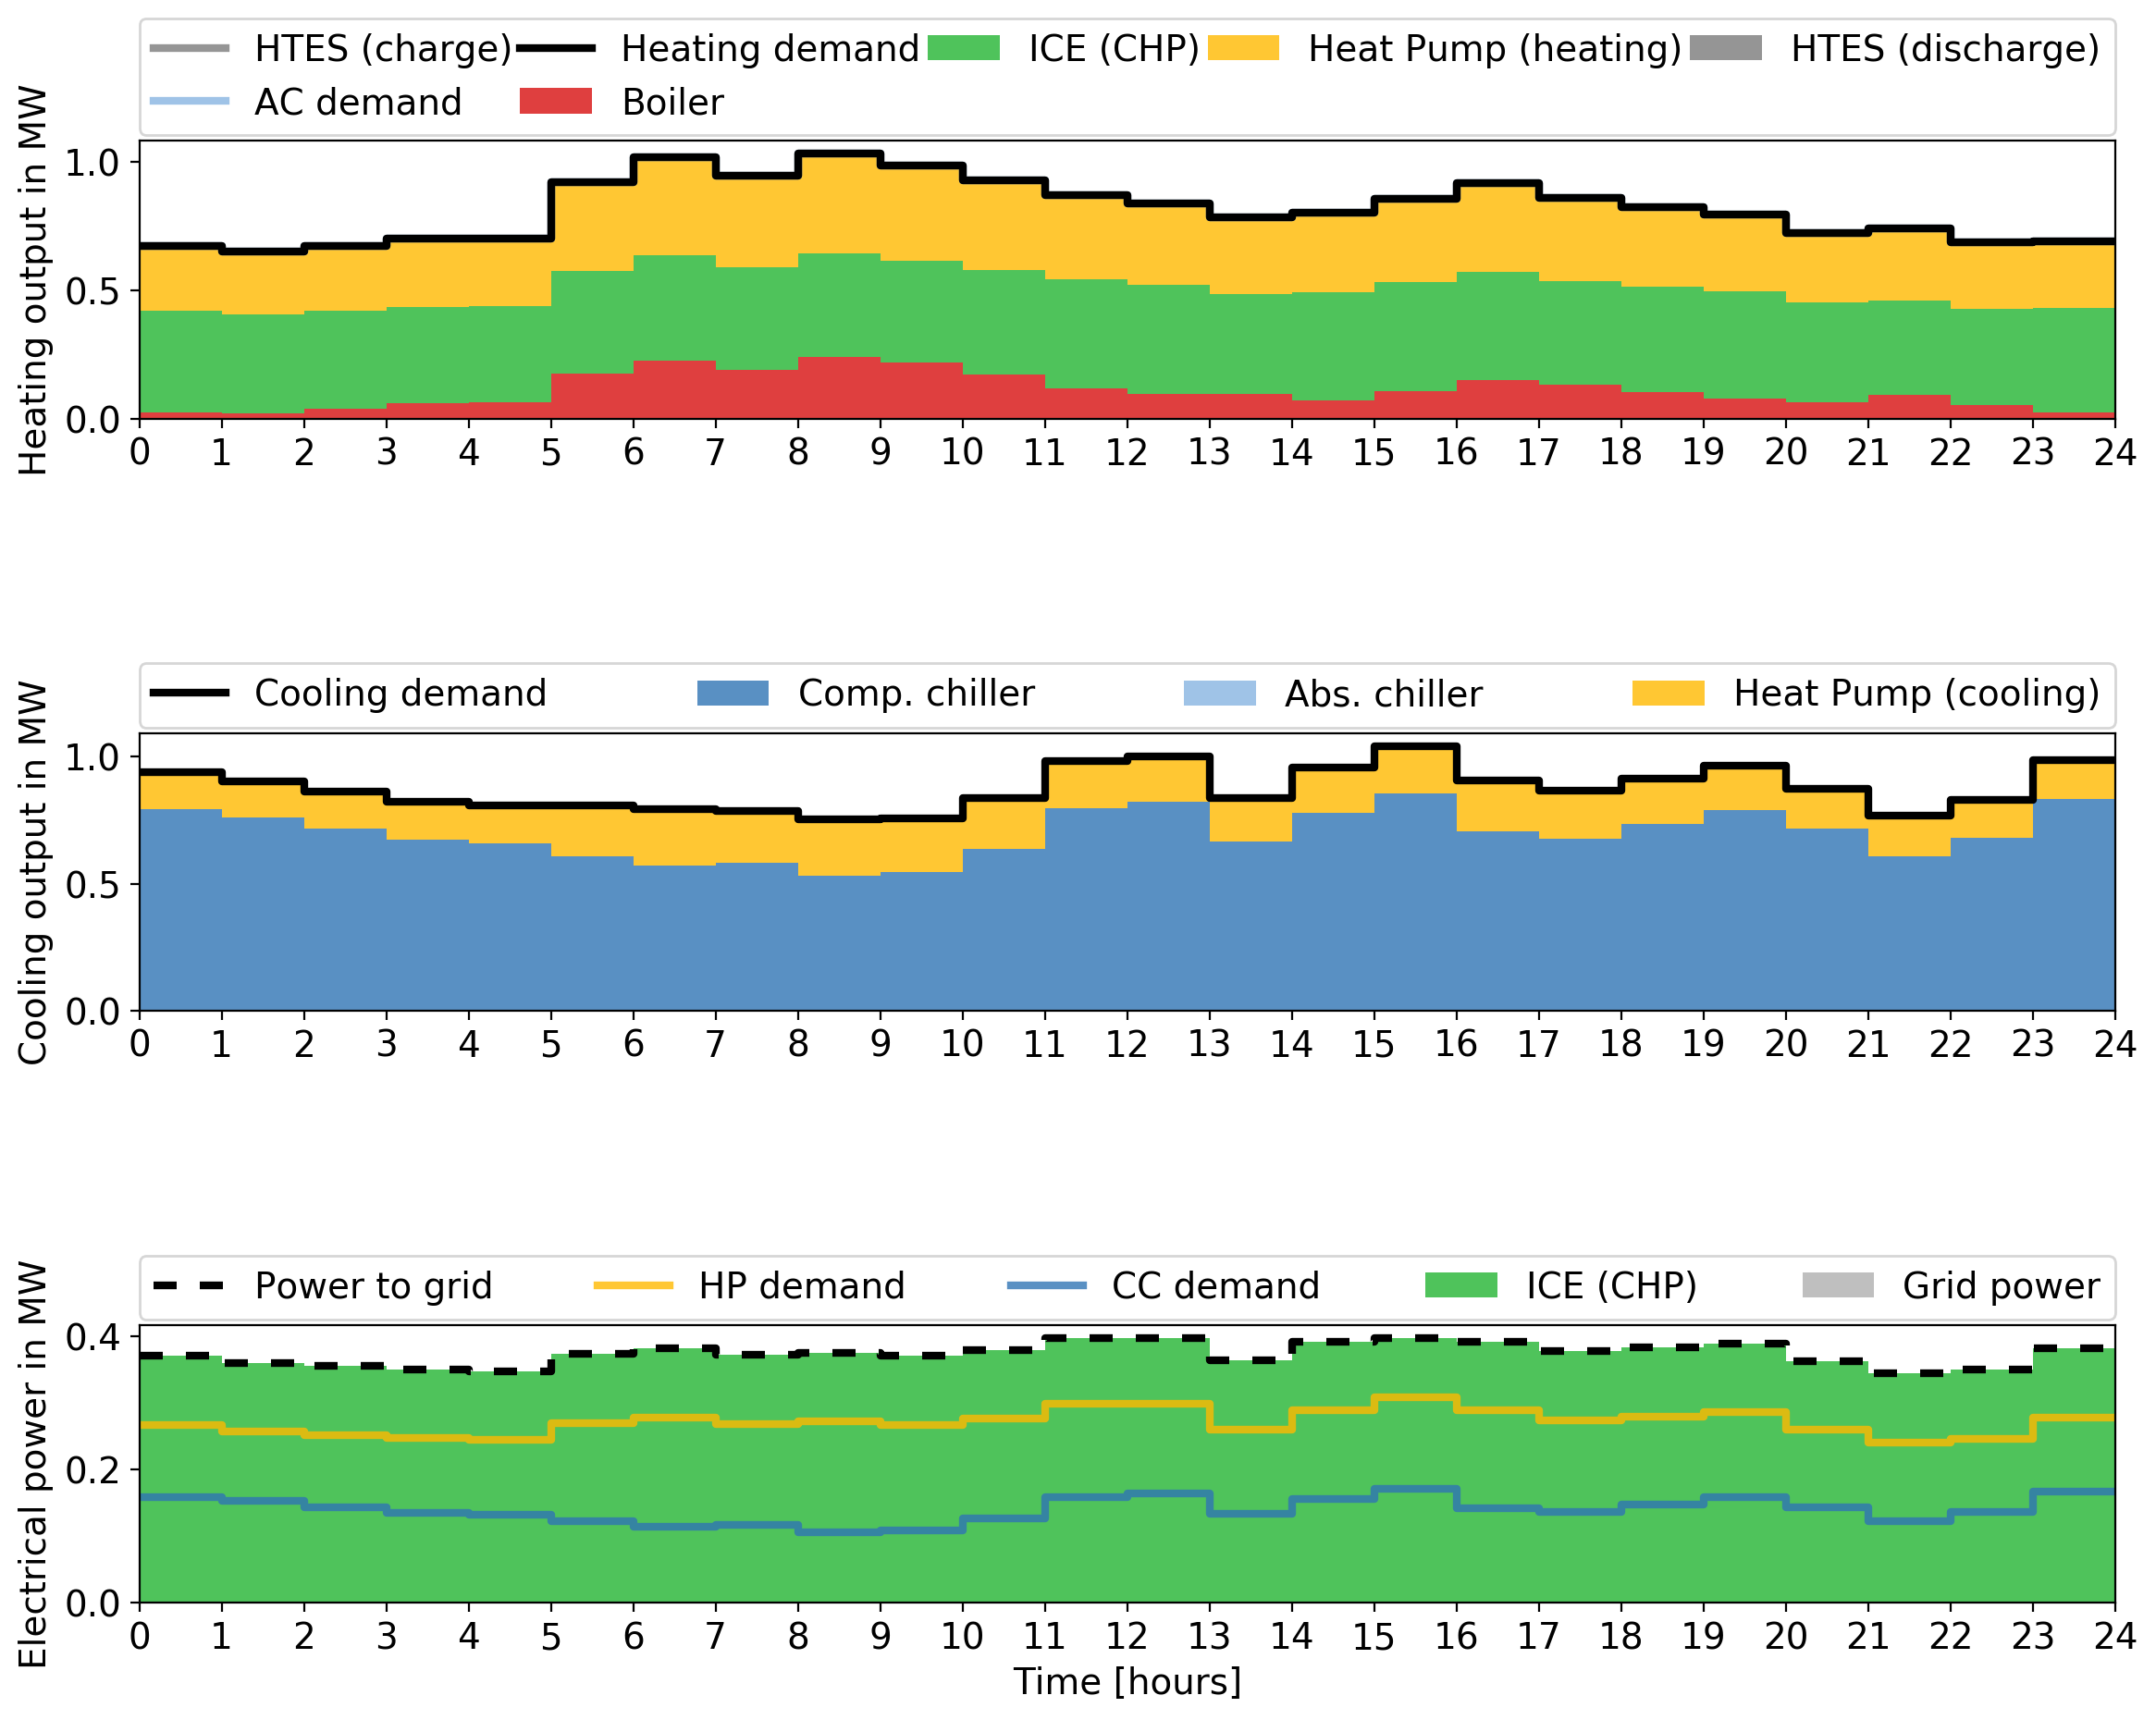 HTES (charge) Heating demand ICE (CHP) Heat Pump (heating) HTES (discharge)
AC demand Boiler
Heating output in MW
1.0
0.5
0.0
0 1 2 3 4 5 6 7 8 9 10 11 12 13 14 15 16 17 18 19 20 21 22 23 24
Cooling demand Comp. chiller Abs. chiller Heat Pump (cooling)
Cooling output in MW
1.0
0.5
0.0
0 1 2 3 4 5 6 7 8 9 10 11 12 13 14 15 16 17 18 19 20 21 22 23 24
Power to grid HP demand CC demand ICE (CHP) Grid power
Electrical power in MW
0.4
0.2
0.0
0 1 2 3 4 5 6 7 8 9 10 11 12 13 14 15 16 17 18 19 20 21 22 23 24
Time [hours]